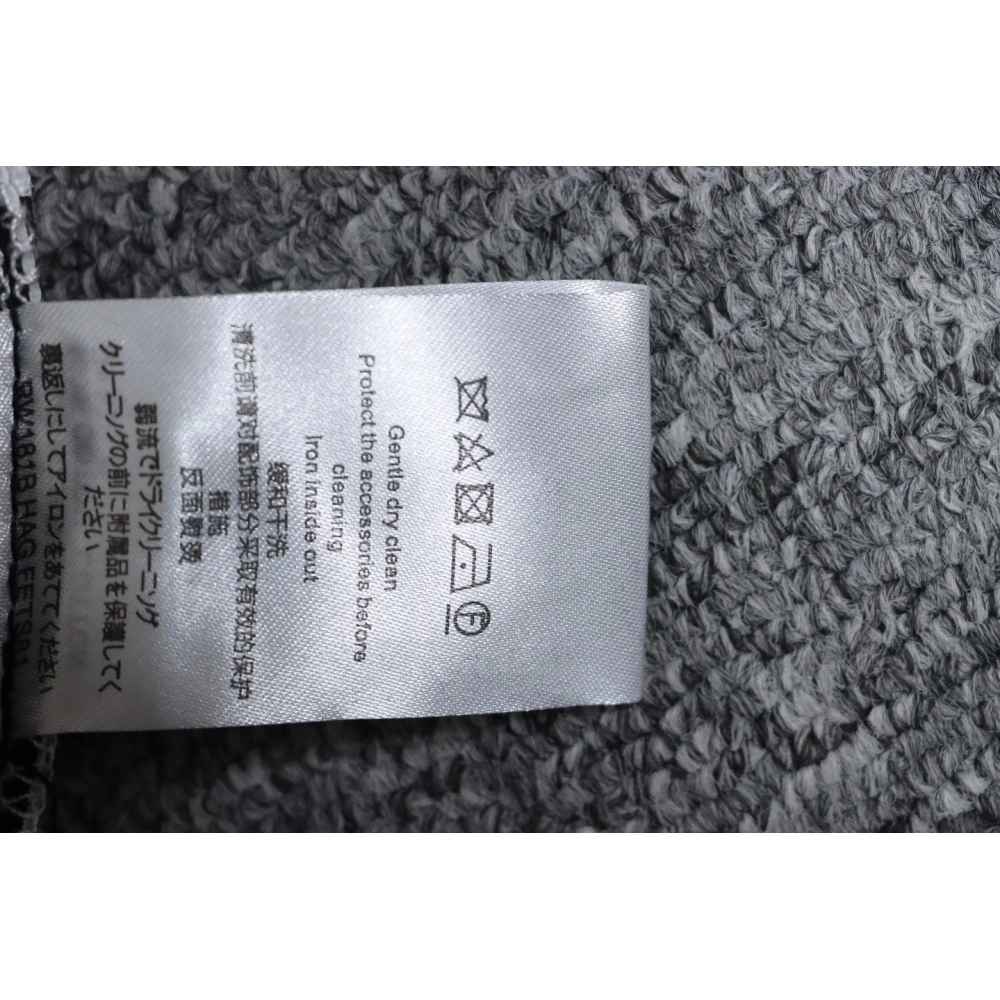 Gentle dry clean
Protect the accessories before
cleaning
Iron inside out
缓和干洗
清洗前请对配饰部分采取有效的保护
措施
反面熨烫
弱流でドライクリーニング
クリーニングの前に附属品を保護してく
ださい
裏返しにしてアイロンをあててください